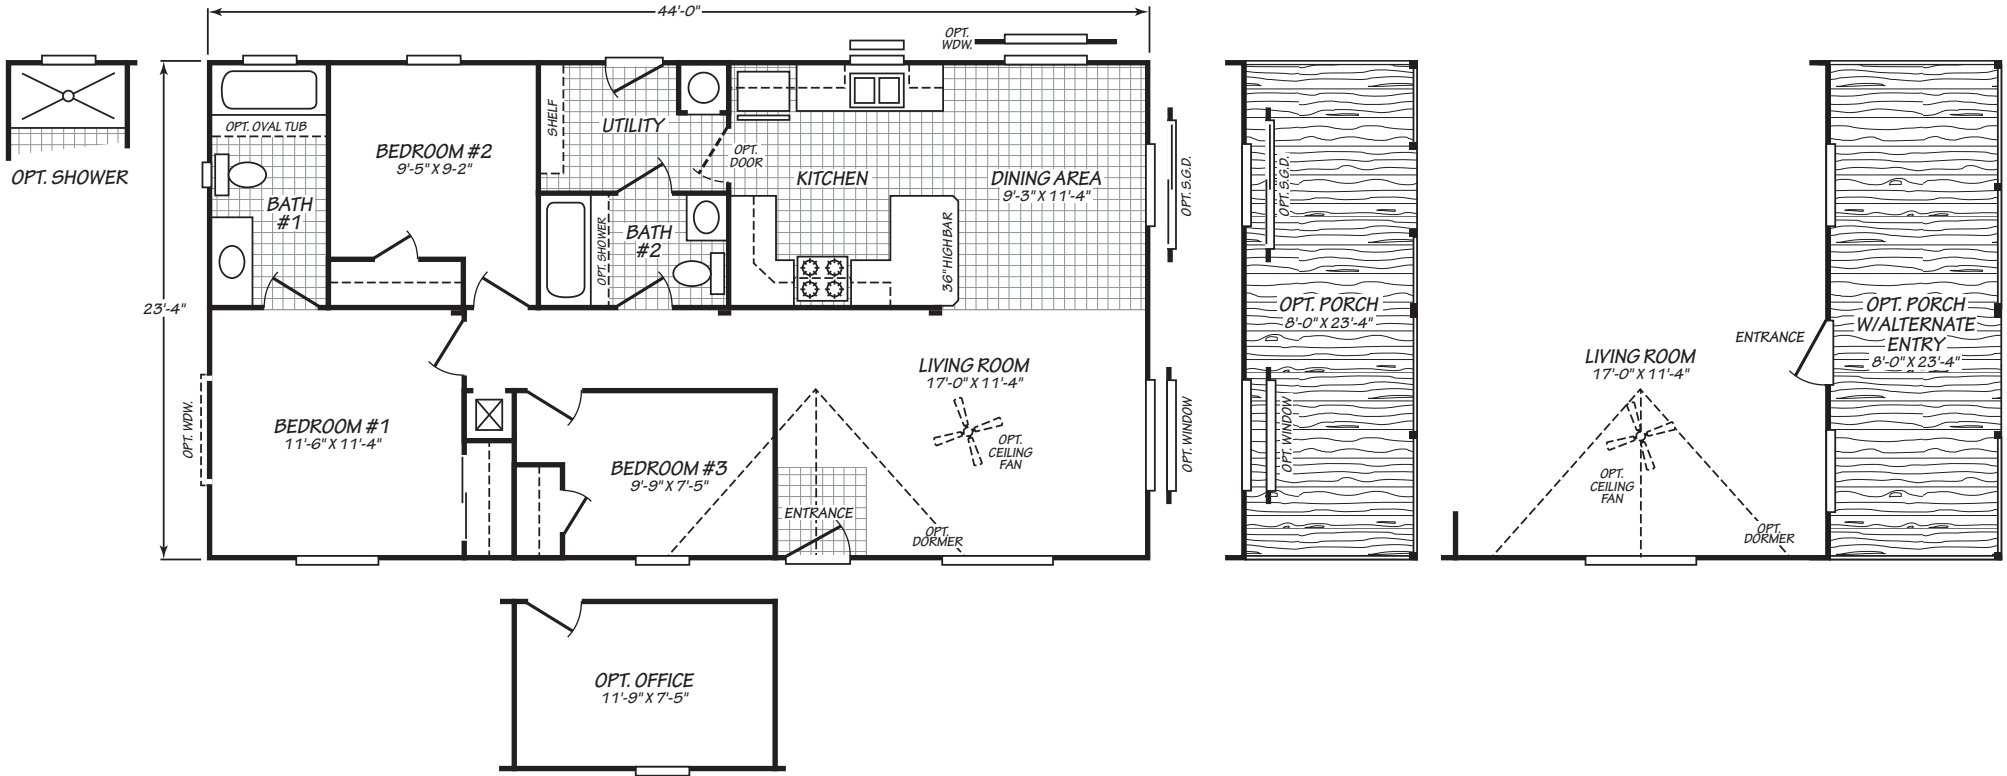 44'-0"
OPT.
WDW.
OPT. SHOWER
23'-4"
OPT. OVAL TUB
BATH
#1
BEDROOM #2
9'-5" X 9-2"
SHELF
UTILITY
OPT.
DOOR
OPT. SHOWER
BATH
#2
KITCHEN
36" HIGH BAR
DINING AREA
9'-3" X 11'-4"
OPT. S.G.D.
OPT. WDW.
BEDROOM #1
11'-6" X 11'-4"
BEDROOM #3
9'-9" X 7'-5"
LIVING ROOM
17'-0" X 11'-4"
OPT.
CEILING
FAN
ENTRANCE
OPT.
DORMER
OPT. WINDOW
OPT. S.G.D.
OPT. PORCH
8'-0" X 23'-4"
OPT. WINDOW
ENTRANCE
LIVING ROOM
17'-0" X 11'-4"
OPT.
CEILING
FAN
OPT.
DORMER
OPT. PORCH
W/ALTERNATE
ENTRY
8'-0" X 23'-4"
OPT. OFFICE
11'-9" X 7'-5"